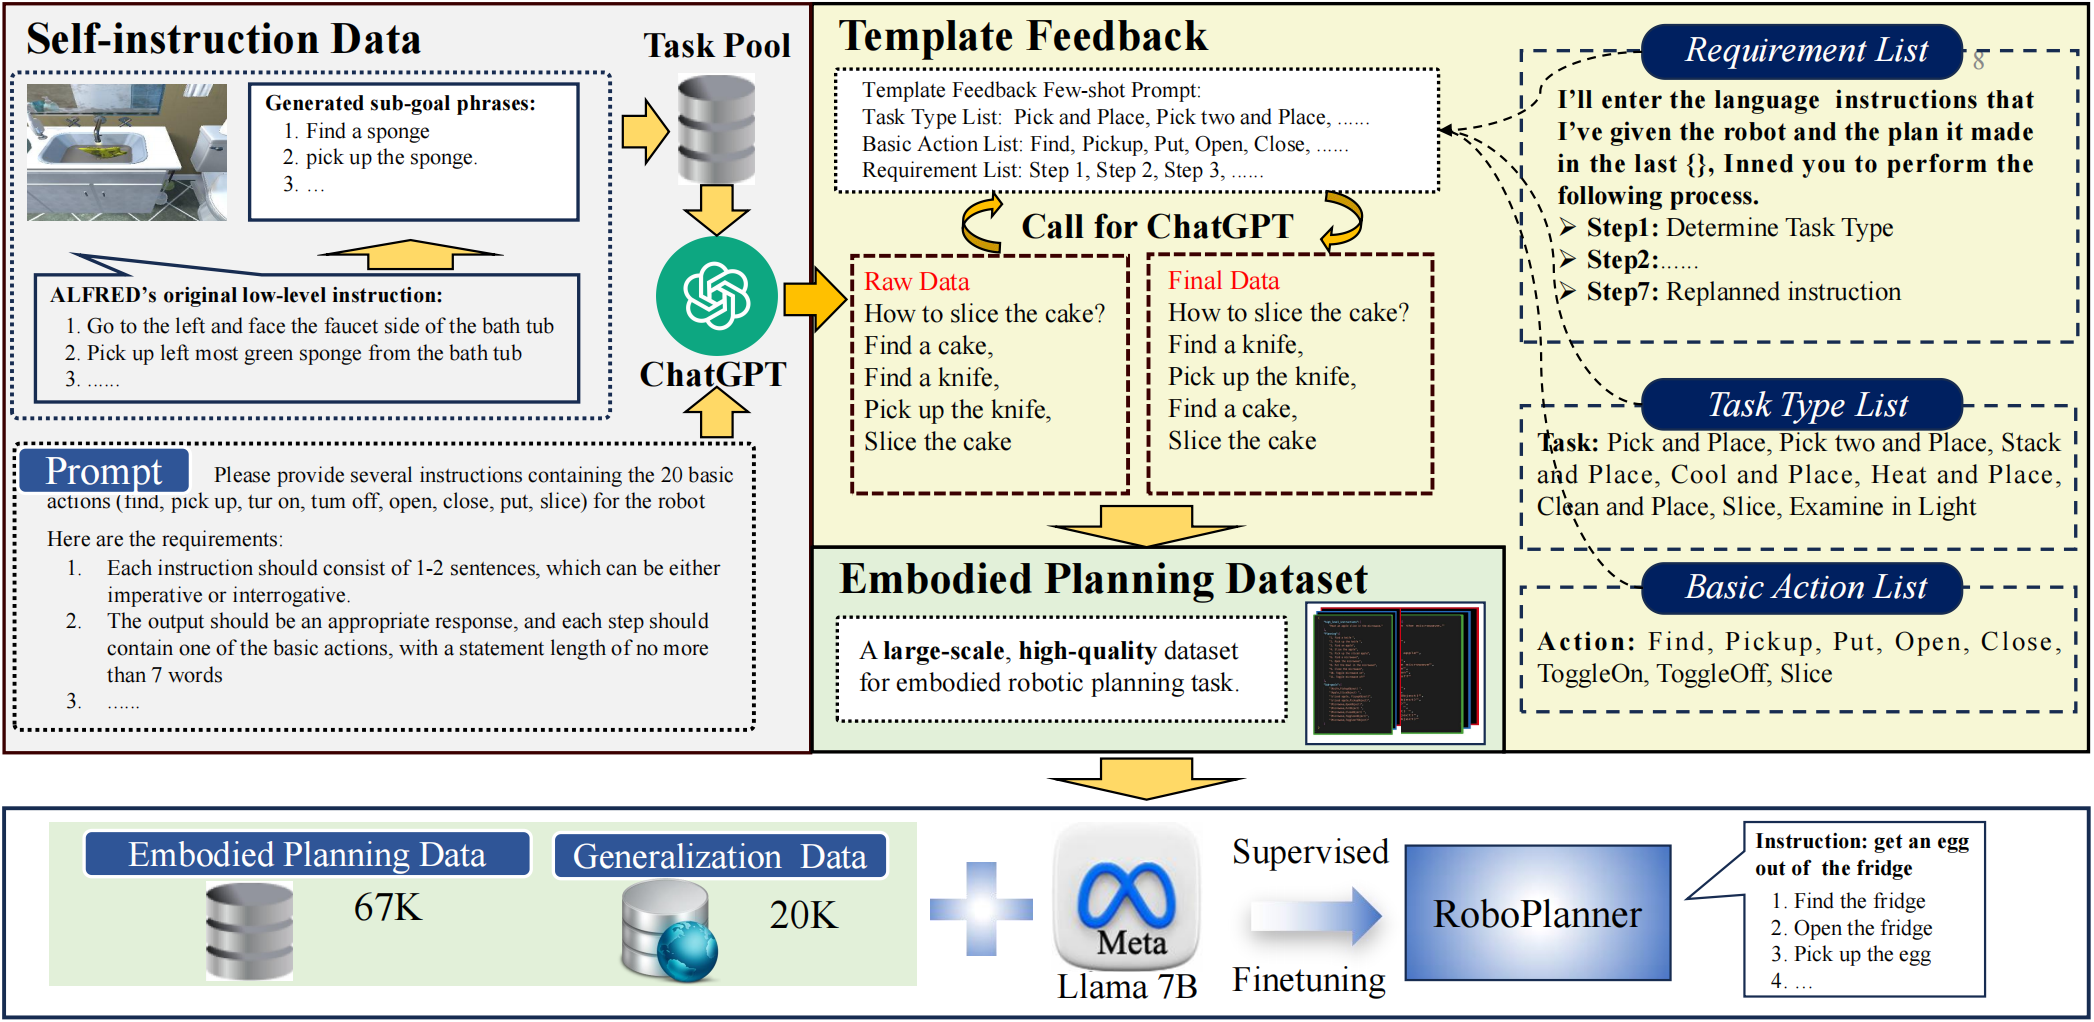 Self-instruction Data
Task Pool
Generated sub-goal phrases:
1. Find a sponge
2. pick up the sponge.
3. ...
ALFRED's original low-level instruction:
1. Go to the left and face the faucet side of the bath tub
2. Pick up left most green sponge from the bath tub
3. ......
ChatGPT
Prompt
Please provide several instructions containing the 20 basic
actions (find, pick up, tur on, tum off, open, close, put, slice) for the robot
Here are the requirements:
1. Each instruction should consist of 1-2 sentences, which can be either
imperative or interrogative.
2. The output should be an appropriate response, and each step should
contain one of the basic actions, with a statement length of no more
than 7 words
3. ......
Template Feedback
Template Feedback Few-shot Prompt:
Task Type List: Pick and Place, Pick two and Place, ......
Basic Action List: Find, Pickup, Put, Open, Close, ......
Requirement List: Step 1, Step 2, Step 3, ......
Call for ChatGPT
Raw Data
How to slice the cake?
Find a cake,
Find a knife,
Pick up the knife,
Slice the cake
Final Data
How to slice the cake?
Find a knife,
Pick up the knife,
Find a cake,
Slice the cake
Requirement List
8
I'll enter the language instructions that
I've given the robot and the plan it made
in the last {}, Inned you to perform the
following process.
➢ Step1: Determine Task Type
➢ Step2:......
➢ Step7: Replanned instruction
Task Type List
Task: Pick and Place, Pick two and Place, Stack
and Place, Cool and Place, Heat and Place,
Clean and Place, Slice, Examine in Light
Basic Action List
Action: Find, Pickup, Put, Open, Close,
ToggleOn, ToggleOff, Slice
Embodied Planning Dataset
A large-scale, high-quality dataset
for embodied robotic planning task.
Embodied Planning Data
67K
Generalization Data
20K
Meta
Llama 7B
Supervised
Finetuning
RoboPlanner
Instruction: get an egg
out of the fridge
1. Find the fridge
2. Open the fridge
3. Pick up the egg
4. ...